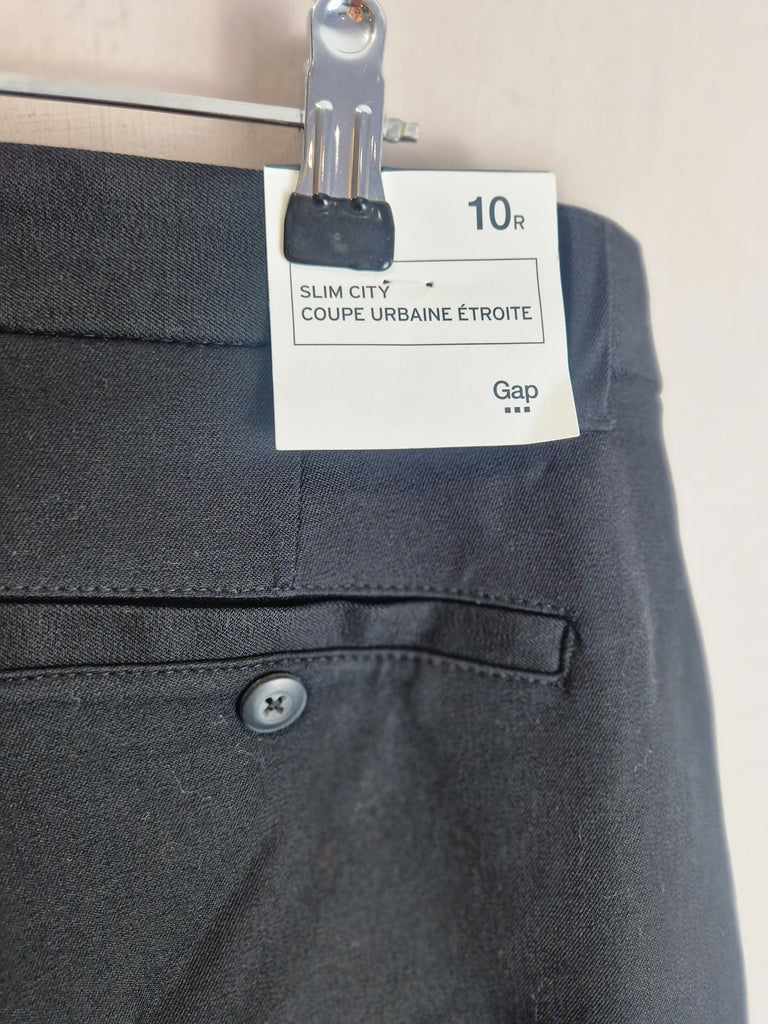 10R
SLIM CITY
COUPE URBAINE ÉTROITE
Gap